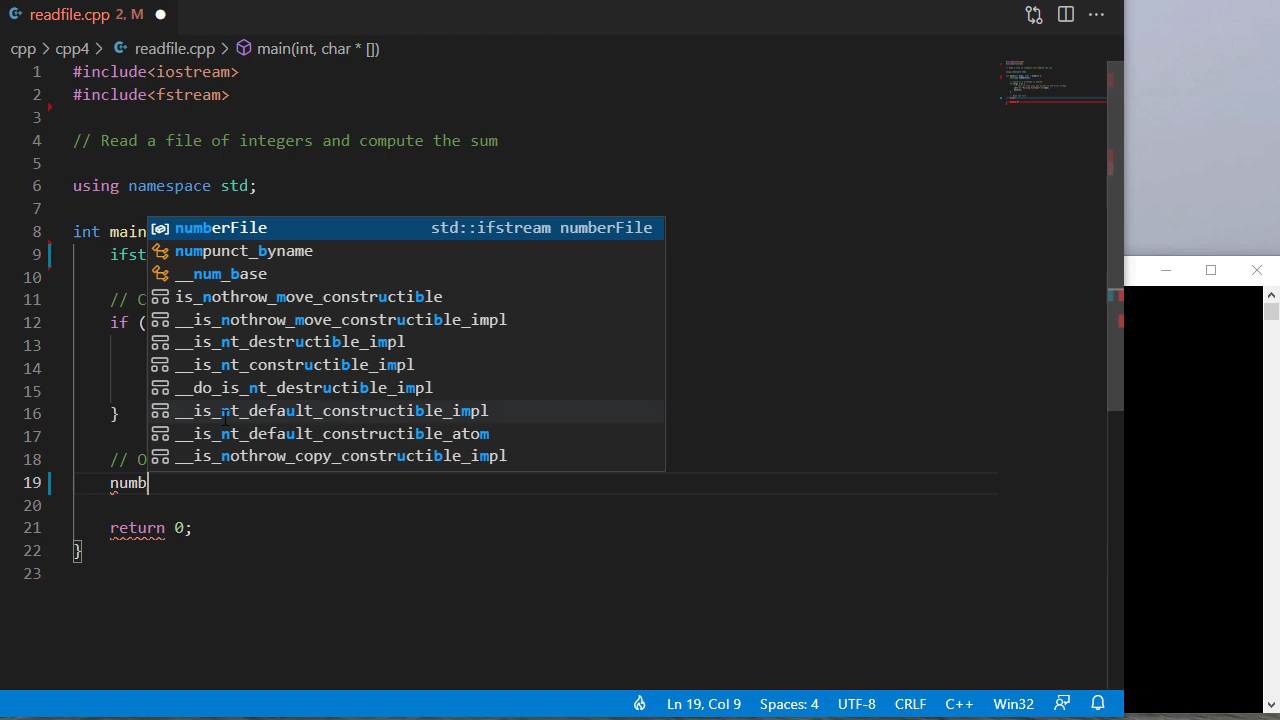 readfile.cpp 2, M
cpp > cpp4 > readfile.cpp > main(int, char * [])
1 #include<iostream>
2 #include<fstream>
3
4 // Read a file of integers and compute the sum
5
6 using namespace std;
7
8 int main
numberFile std::ifstream numberFile
9 ifst
numpunct_byname
10
__num_base
11 // C
is_nothrow_move_constructible
12 if (
__is_nothrow_move_constructible_impl
13
__is_nt_destructible_impl
14
__is_nt_constructible_impl
15
__do_is_nt_destructible_impl
16 }
__is_nt_default_constructible_impl
17
__is_nt_default_constructible_atom
18 // O
__is_nothrow_copy_constructible_impl
19 numb
20
21 return 0;
22 }
23
Ln 19, Col 9 Spaces: 4 UTF-8 CRLF C++ Win32